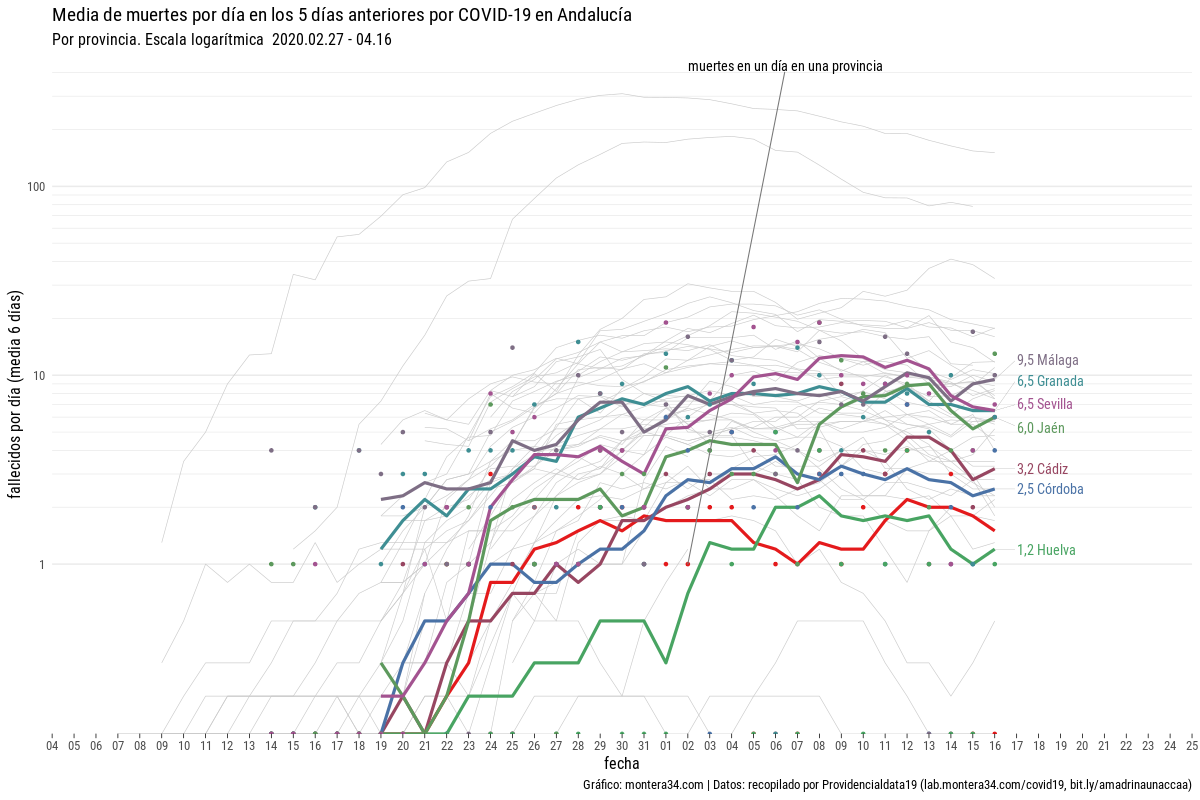 Media de muertes por día en los 5 días anteriores por COVID-19 en Andalucía
Por provincia. Escala logarítmica 2020.02.27 - 04.16
muertes en un día en una provincia
fallecidos por día (media 6 días)
100
10
1
9,5 Málaga
6,5 Granada
6,5 Sevilla
6,0 Jaén
3,2 Cádiz
2,5 Córdoba
1,2 Huelva
04 05 06 07 08 09 10 11 12 13 14 15 16 17 18 19 20 21 22 23 24 25 26 27 28 29 30 31 01 02 03 04 05 06 07 08 09 10 11 12 13 14 15 16 17 18 19 20 21 22 23 24 25
fecha
Gráfico: montera34.com | Datos: recopilado por Providencialdata19 (lab.montera34.com/covid19, bit.ly/amadrinaunaccaa)